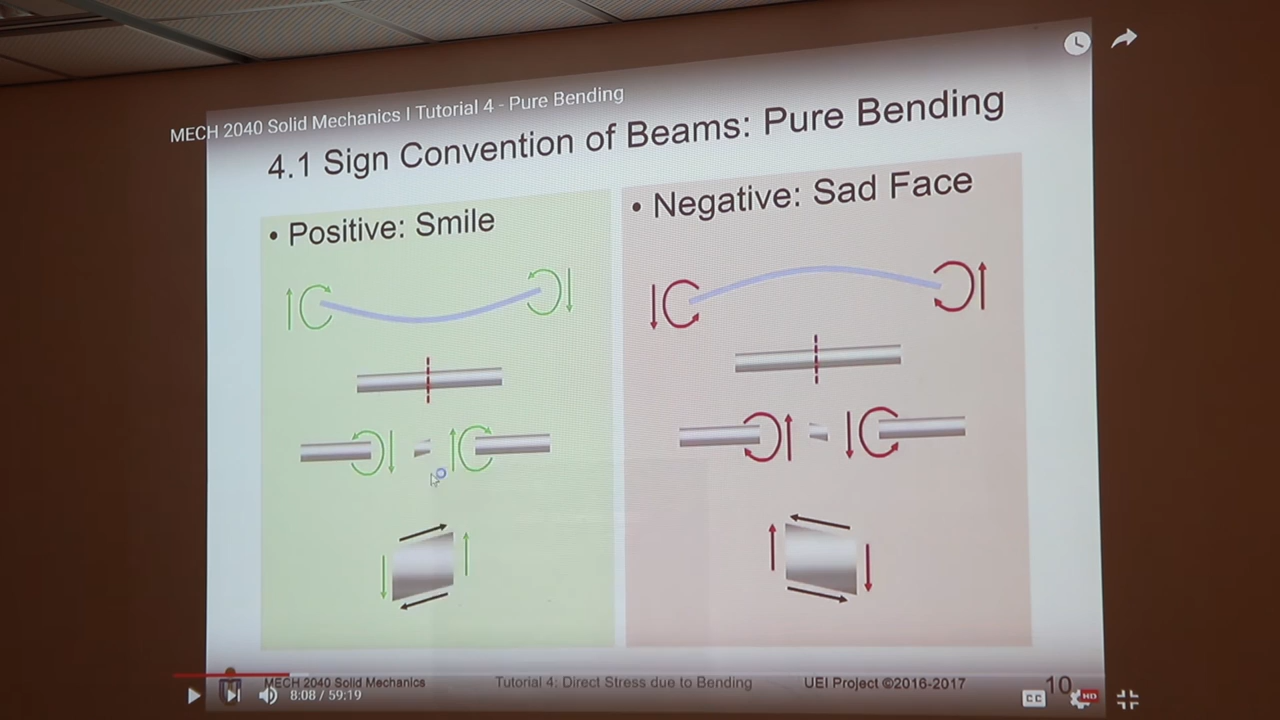 MECH 2040 Solid Mechanics I Tutorial 4 - Pure Bending
4.1 Sign Convention of Beams: Pure Bending
• Positive: Smile
• Negative: Sad Face
MECH 2040 Solid Mechanics
Tutorial 4: Direct Stress due to Bending
UEI Project ©2016-2017
10
8:08 / 59:19
CC
HD